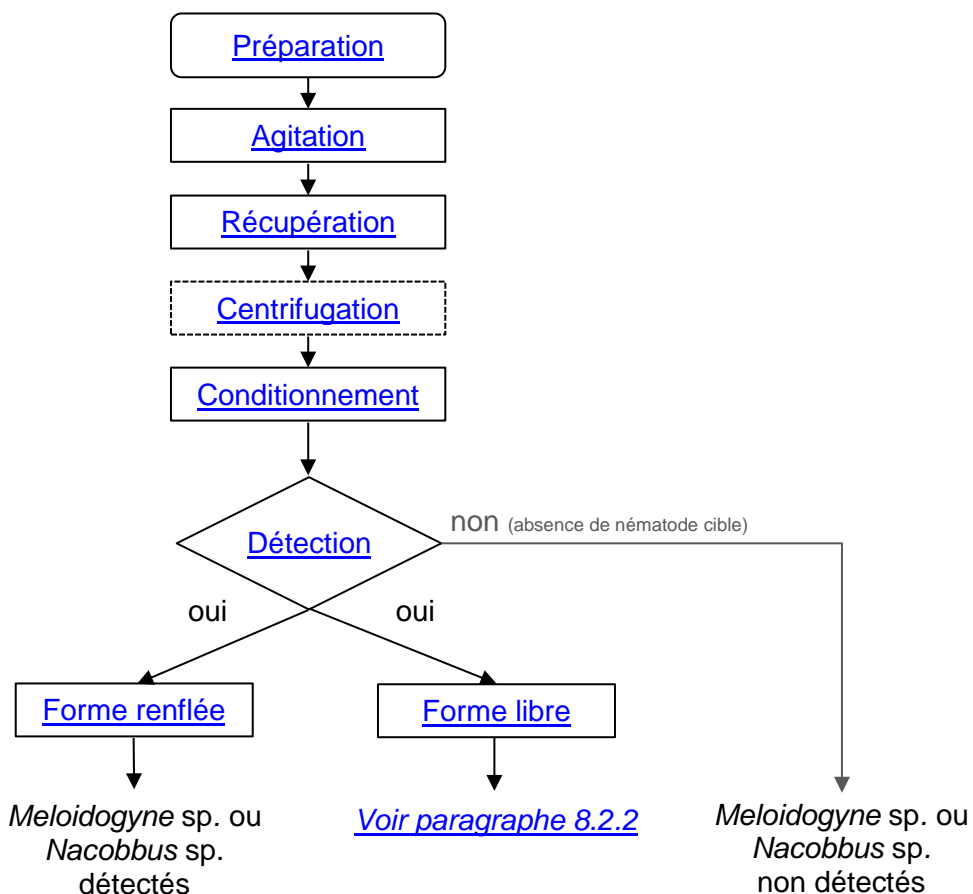 Préparation
Agitation
Récupération
Centrifugation
Conditionnement
Détection
non (absence de nématode cible)
oui
oui
Forme renflée
Forme libre
Meloidogyne sp. ou
Nacobbus sp.
détectés
Voir paragraphe 8.2.2
Meloidogyne sp. ou
Nacobbus sp.
non détectés